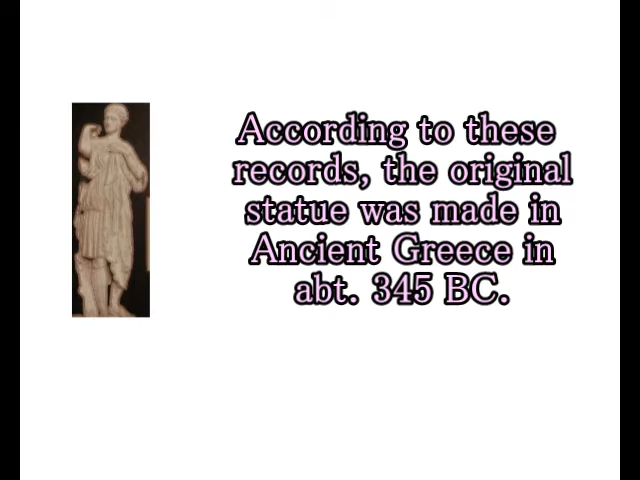 According to these
records, the original
statue was made in
Ancient Greece in
abt. 345 BC.